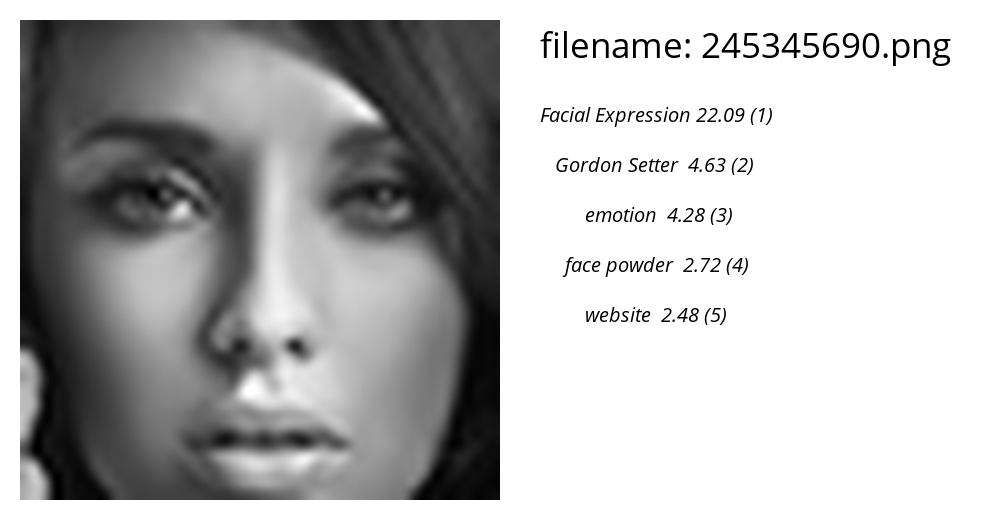 filename: 245345690.png
Facial Expression 22.09 (1)
Gordon Setter 4.63 (2)
emotion 4.28 (3)
face powder 2.72 (4)
website 2.48 (5)